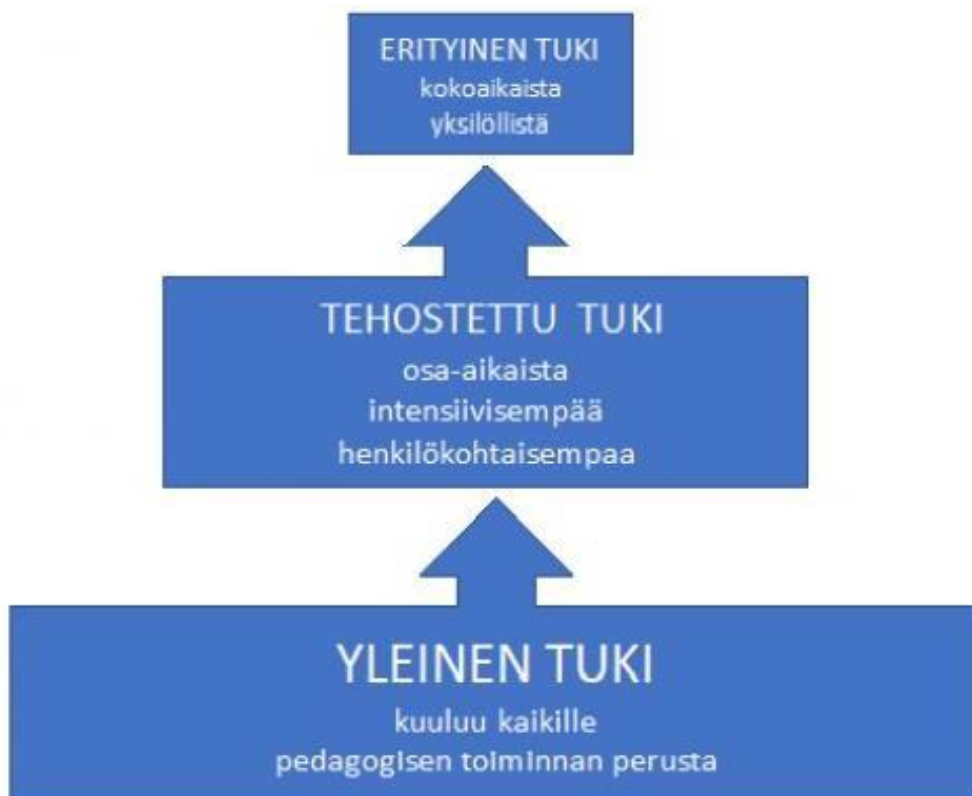 ERITYINEN TUKI
kokoaikaista
yksilöllistä
TEHOSTETTU TUKI
osa-aikaista
intensiivisempää
henkilökohtaisempaa
YLEINEN TUKI
kuuluu kaikille
pedagogisen toiminnan perusta